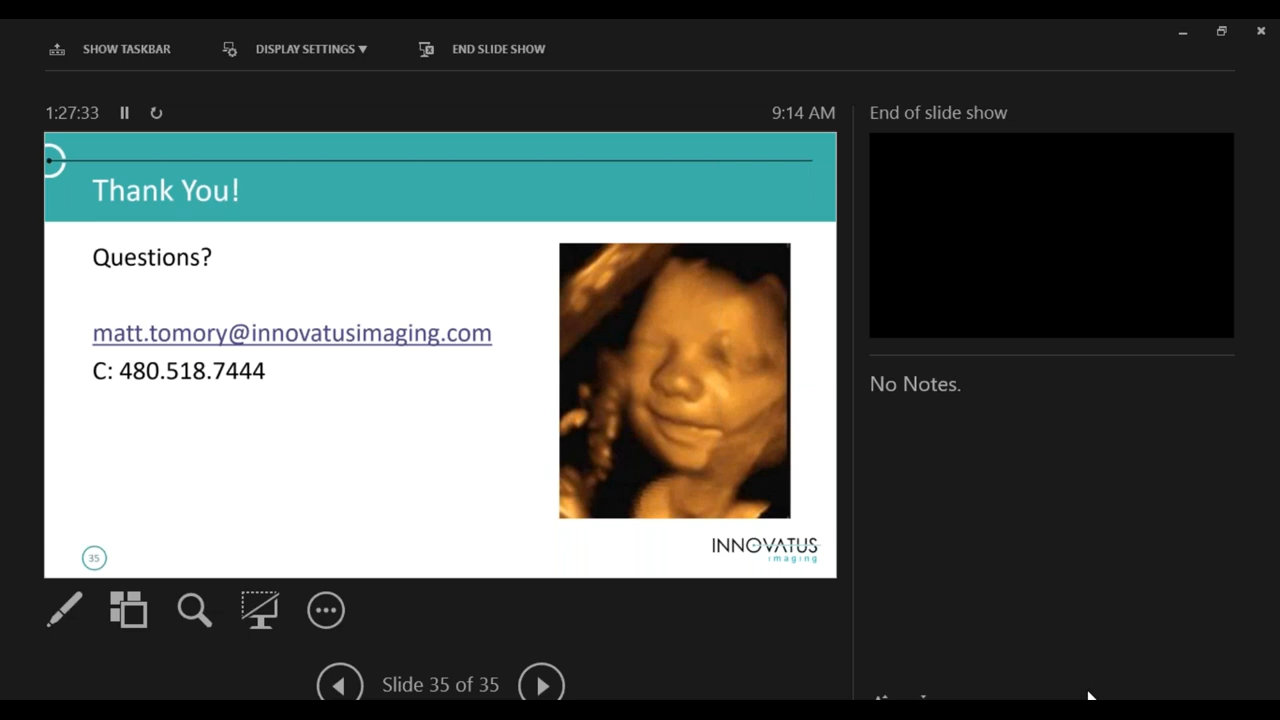 SHOW TASKBAR
DISPLAY SETTINGS ▼
END SLIDE SHOW
1:27:33
9:14 AM
End of slide show
Thank You!
Questions?
matt.tomory@innovatusimaging.com
C: 480.518.7444
No Notes.
INNOVATUS
imaging
35
Slide 35 of 35